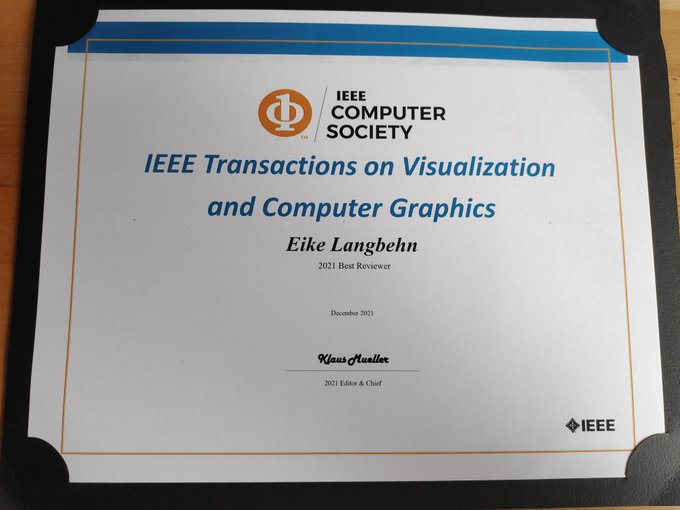 IEEE
COMPUTER
SOCIETY
TM
IEEE Transactions on Visualization
and Computer Graphics
Eike Langbehn
2021 Best Reviewer
December 2021
Klaus Mueller
2021 Editor & Chief
IEEE